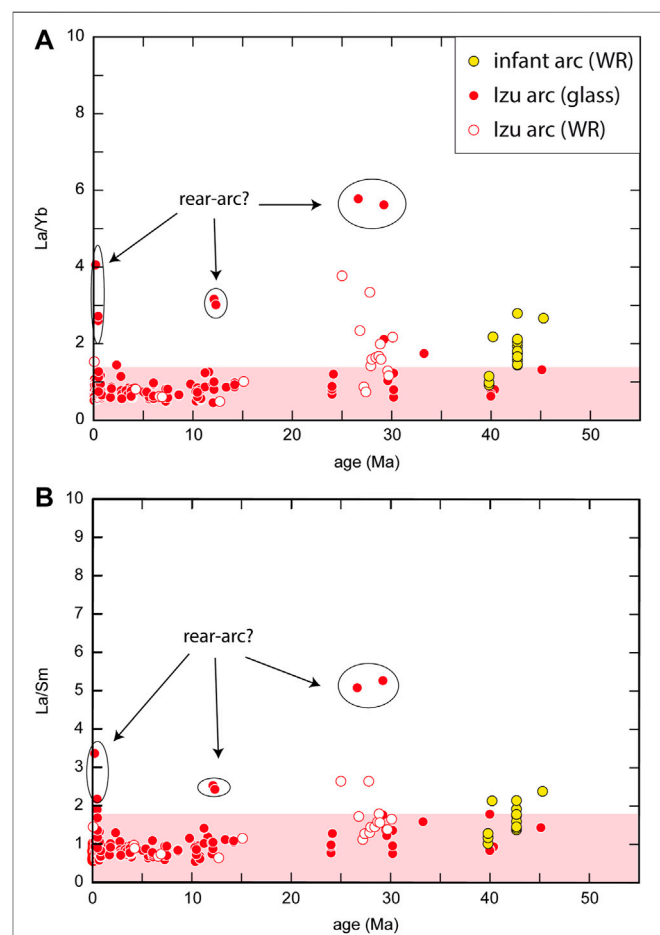 A
10
8
6
4
2
0
La/Yb
infant arc (WR)
Izu arc (glass)
Izu arc (WR)
rear-arc?
0 10 20 30 40 50
age (Ma)
B
10
9
8
7
6
5
4
3
2
1
0
La/Sm
rear-arc?
0 10 20 30 40 50
age (Ma)